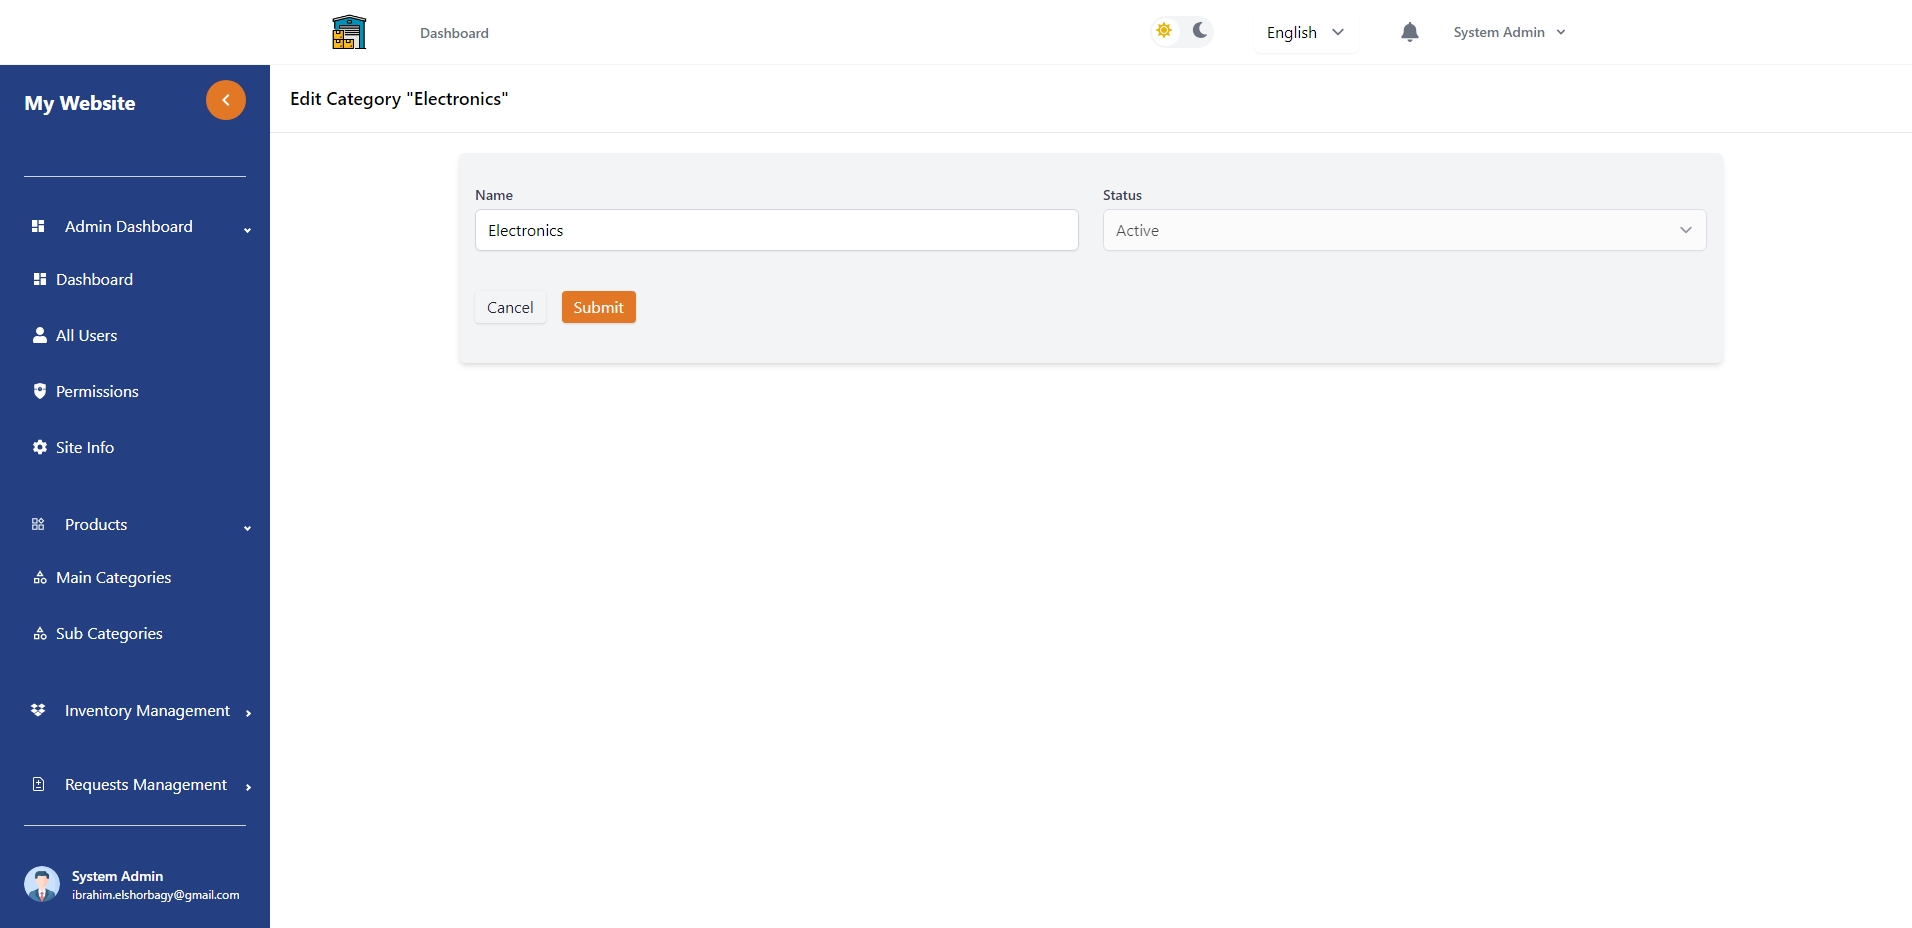 Dashboard
English
System Admin
My Website
Edit Category "Electronics"
Admin Dashboard
Dashboard
All Users
Permissions
Site Info
Products
Main Categories
Sub Categories
Inventory Management
Requests Management
System Admin
ibrahim.elshorbagy@gmail.com
Name
Status
Electronics
Active
Cancel
Submit